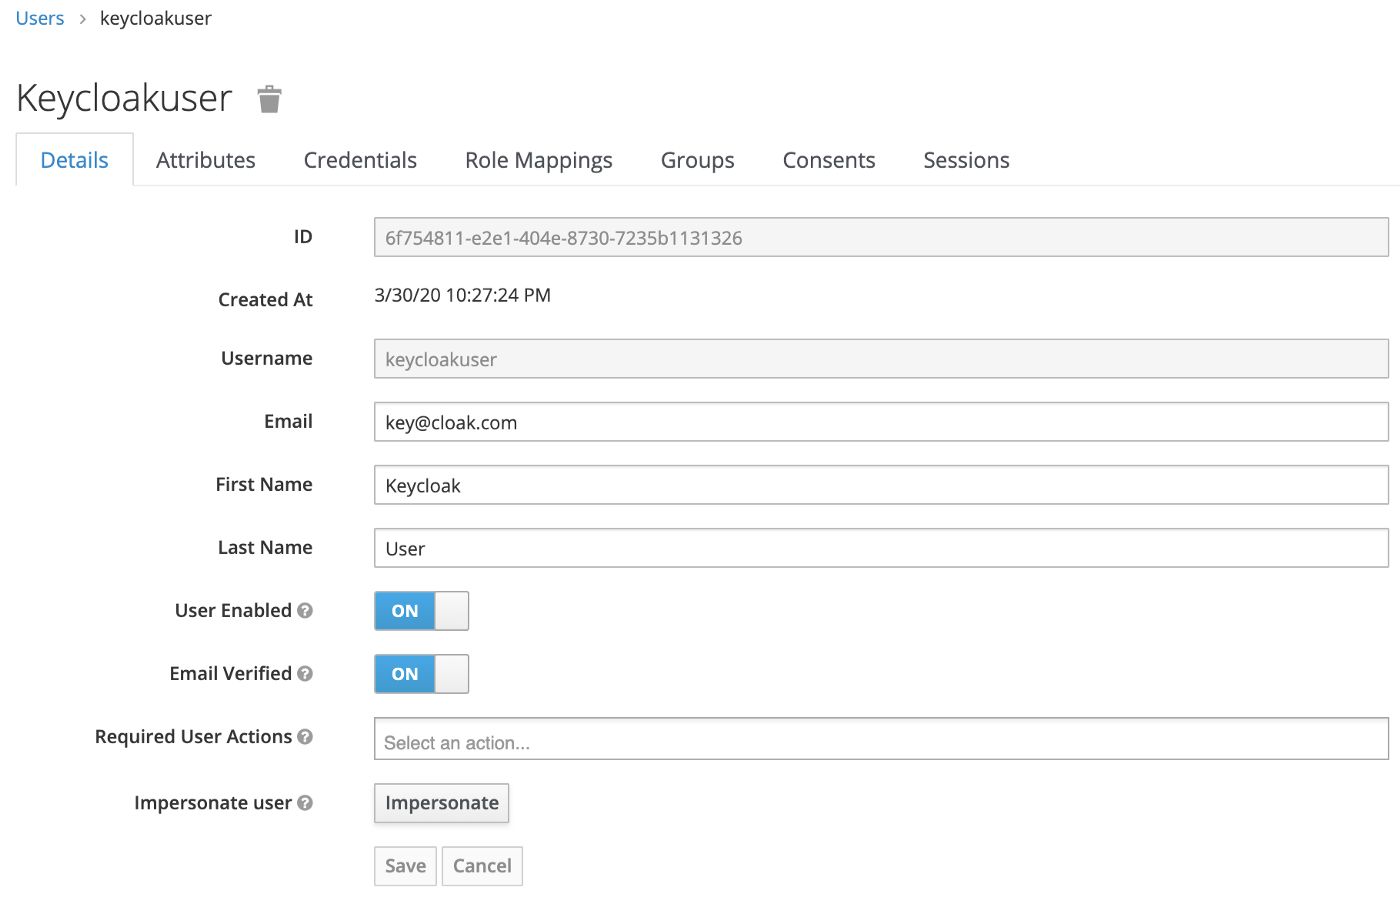 Users › keycloakuser
Keycloakuser
Details Attributes Credentials Role Mappings Groups Consents Sessions
ID 6f754811-e2e1-404e-8730-7235b1131326
Created At 3/30/20 10:27:24 PM
Username keycloakuser
Email key@cloak.com
First Name Keycloak
Last Name User
User Enabled ? ON
Email Verified ? ON
Required User Actions ? Select an action...
Impersonate user ? Impersonate
Save Cancel